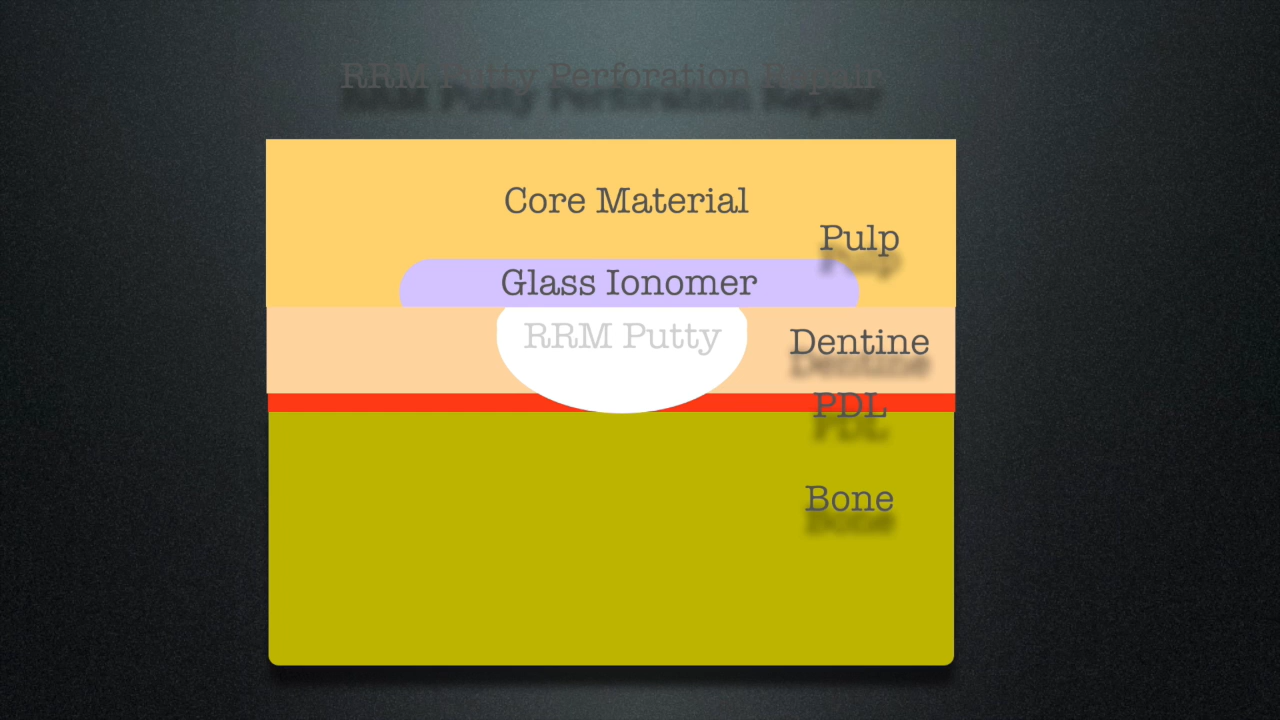 RRM Putty Perforation Repair
Core Material
Pulp
Glass Ionomer
RRM Putty
Dentine
PDL
Bone